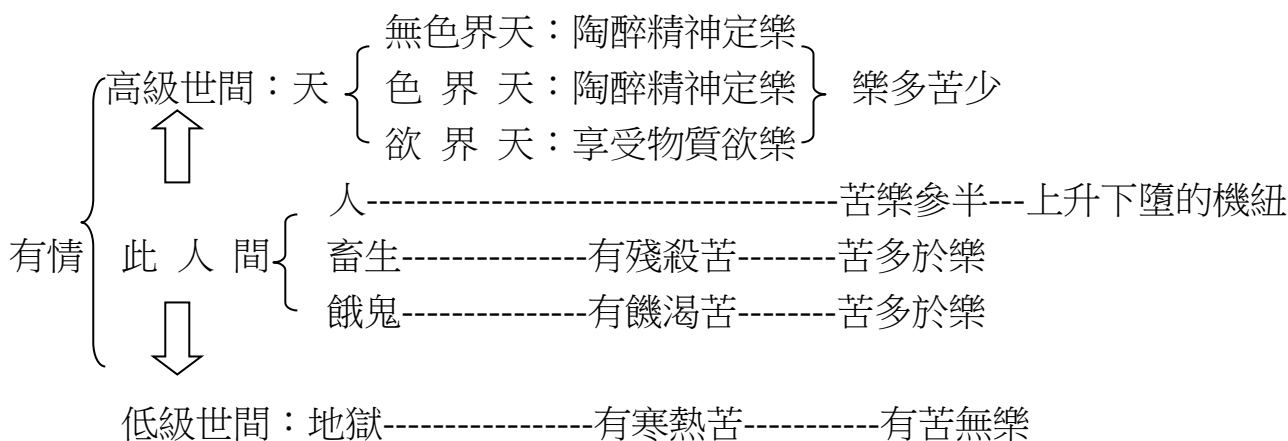 無色界天：陶醉精神定樂
高級世間：天 色 界 天：陶醉精神定樂 樂多苦少
欲 界 天：享受物質欲樂
人--------------------------------------苦樂參半---上升下墮的機紐
有情 此 人 間 畜生---------------有殘殺苦--------苦多於樂
餓鬼---------------有饑渴苦--------苦多於樂
低級世間：地獄-----------------有寒熱苦-----------有苦無樂